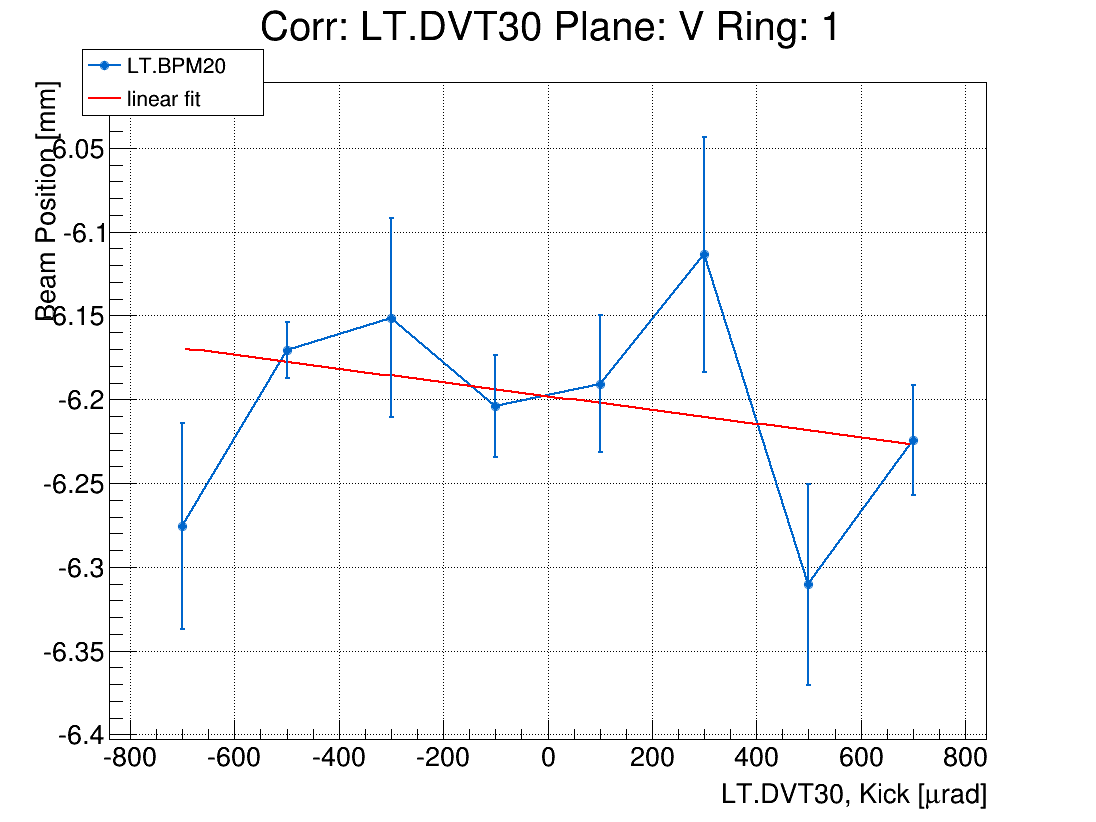 Corr: LT.DVT30 Plane: V Ring: 1
LT.BPM20
linear fit
Beam Position [mm]
6.05
-6.1
6.15
-6.2
-6.25
-6.3
-6.35
-6.4
-800 -600 -400 -200 0 200 400 600 800
LT.DVT30, Kick [μrad]